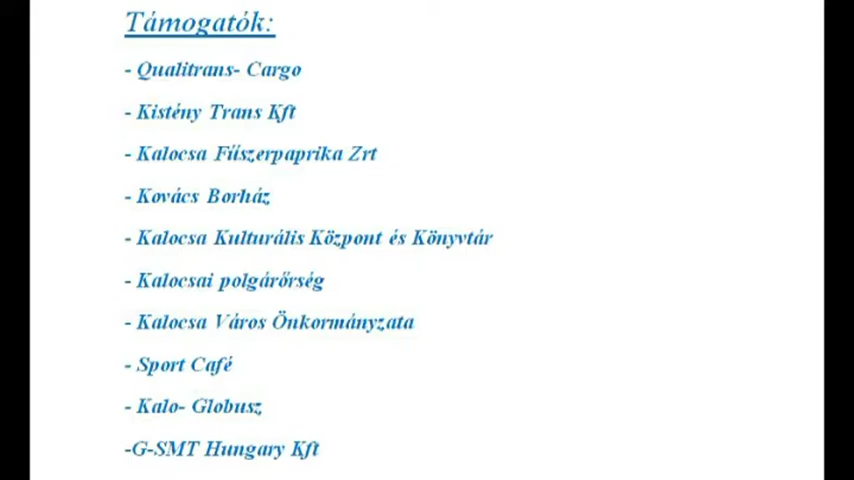 Támogatók:
- Qualitrans- Cargo
- Kistény Trans Kft
- Kalocsa Fűszerpaprika Zrt
- Kovács Borház
- Kalocsa Kulturális Központ és Könyvtár
- Kalocsai polgárőrség
- Kalocsa Város Önkormányzata
- Sport Café
- Kalo- Globusz
-G-SMT Hungary Kft